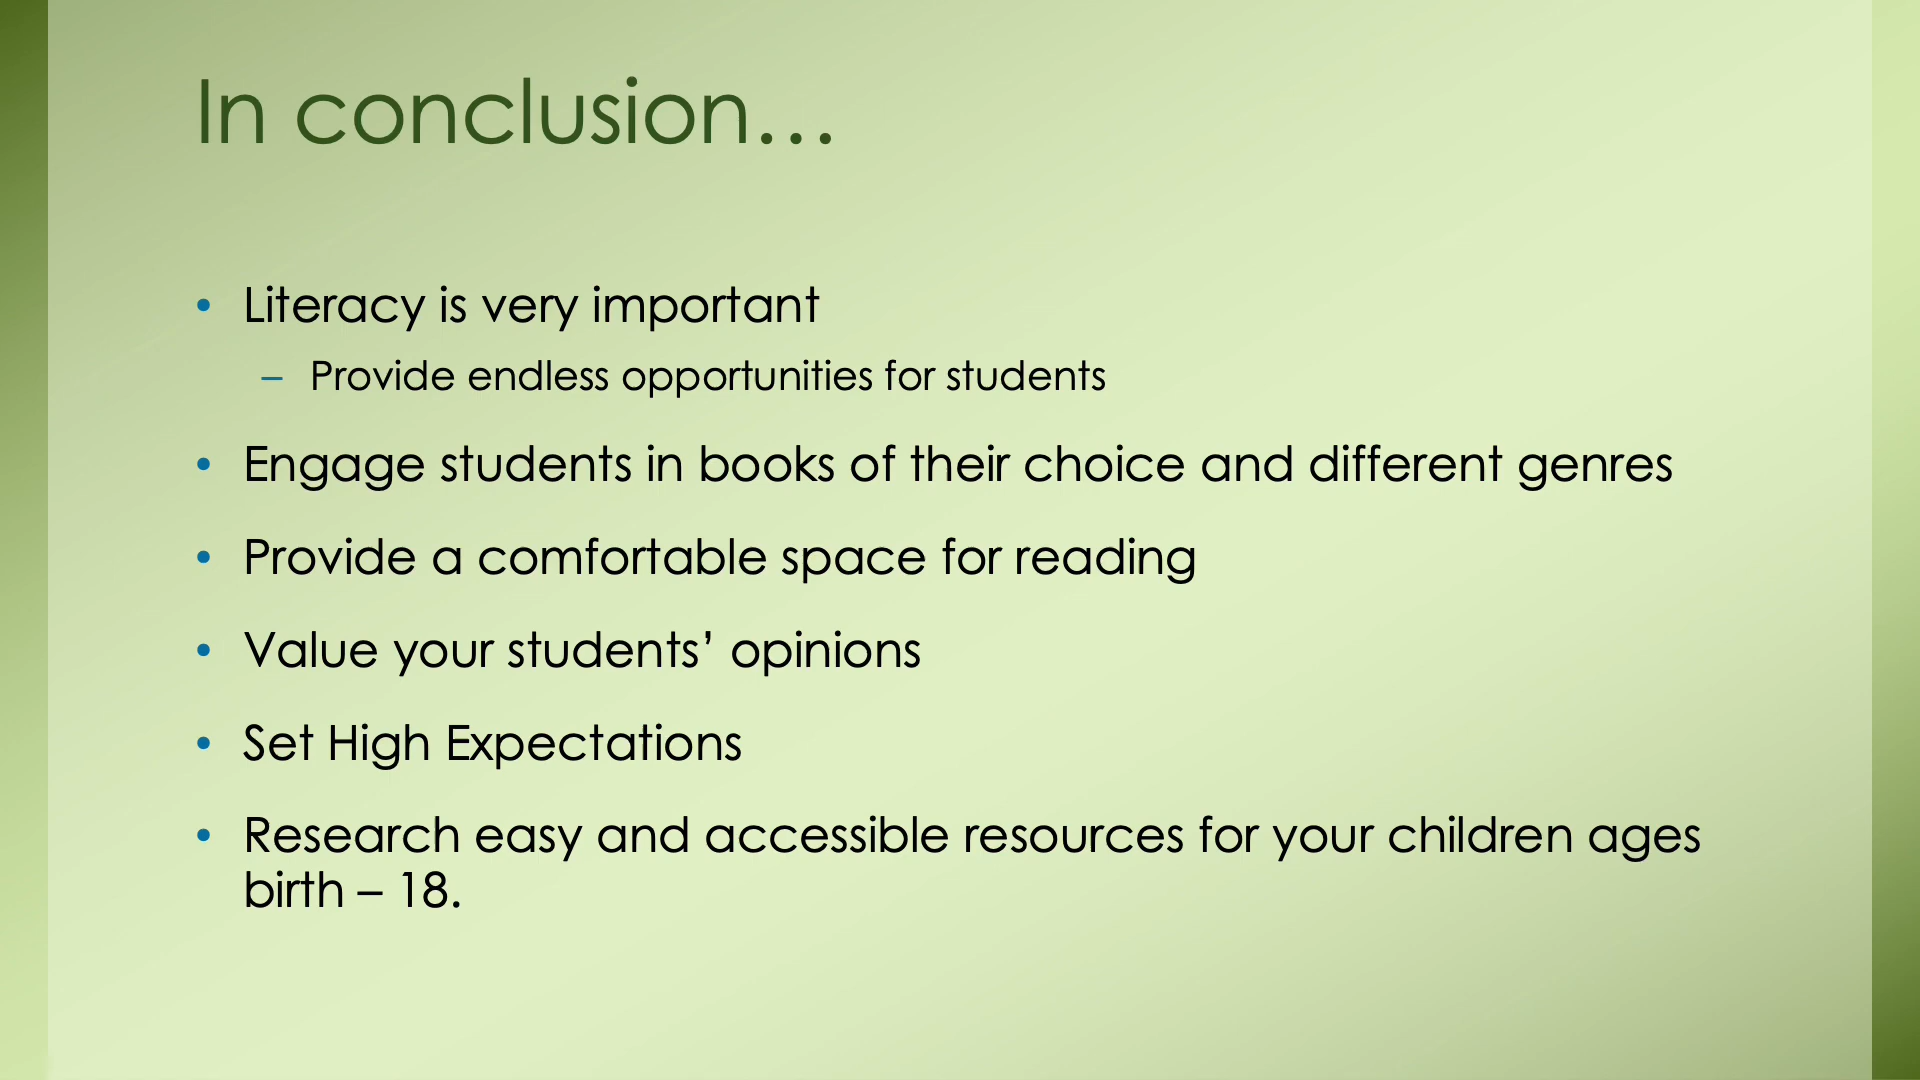 In conclusion…
• Literacy is very important
– Provide endless opportunities for students
• Engage students in books of their choice and different genres
• Provide a comfortable space for reading
• Value your students’ opinions
• Set High Expectations
• Research easy and accessible resources for your children ages
birth – 18.